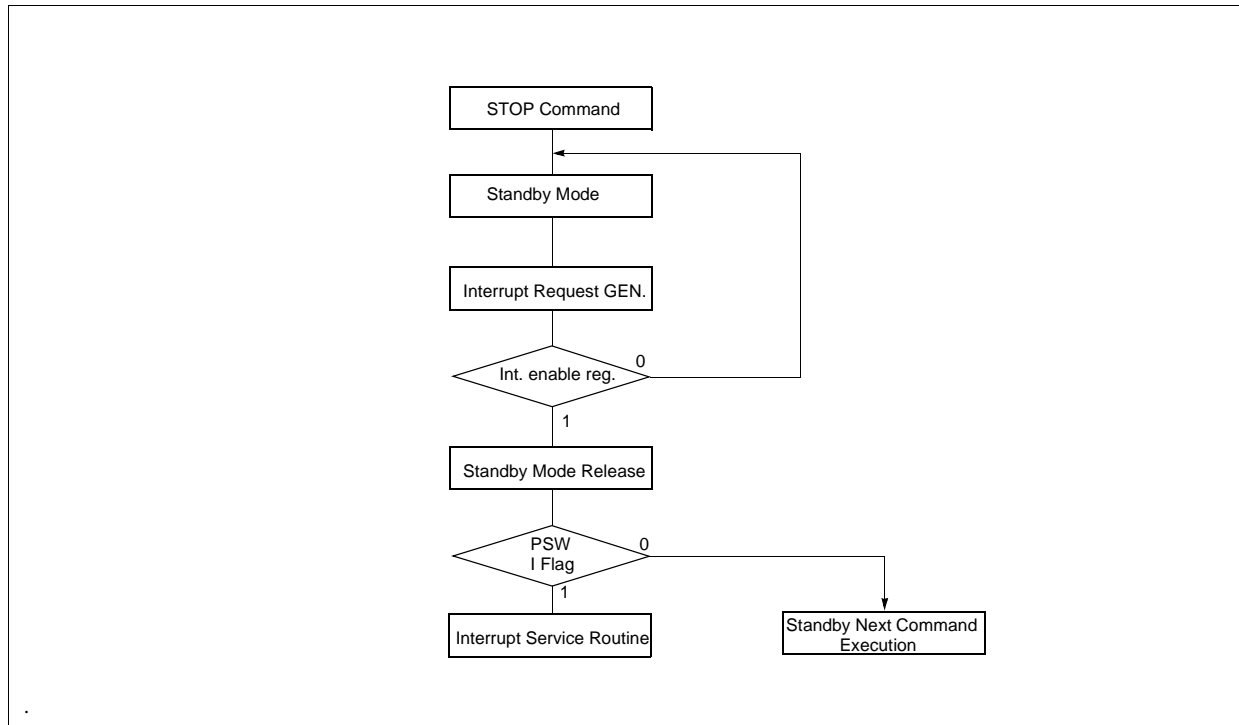 STOP Command
Standby Mode
Interrupt Request GEN.
0
Int. enable reg.
1
Standby Mode Release
PSW
0
I Flag
1
Interrupt Service Routine
Standby Next Command
Execution
.